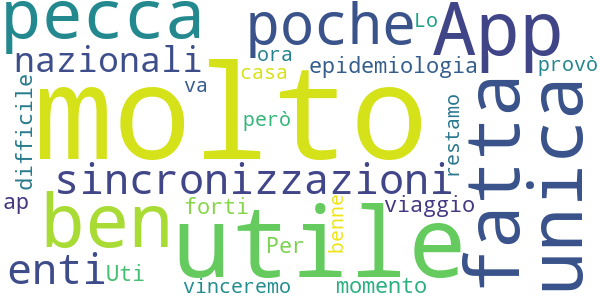 pecca
poche
Lo
App
nazionali
ora
casa
epidemiologia
provò
va
difficile
molto
però
restamo
fatta
unica
sincronizzazioni
ap
ben
forti
utile
viaggio
benne
Per
enti
Uti
vinceremo
momento